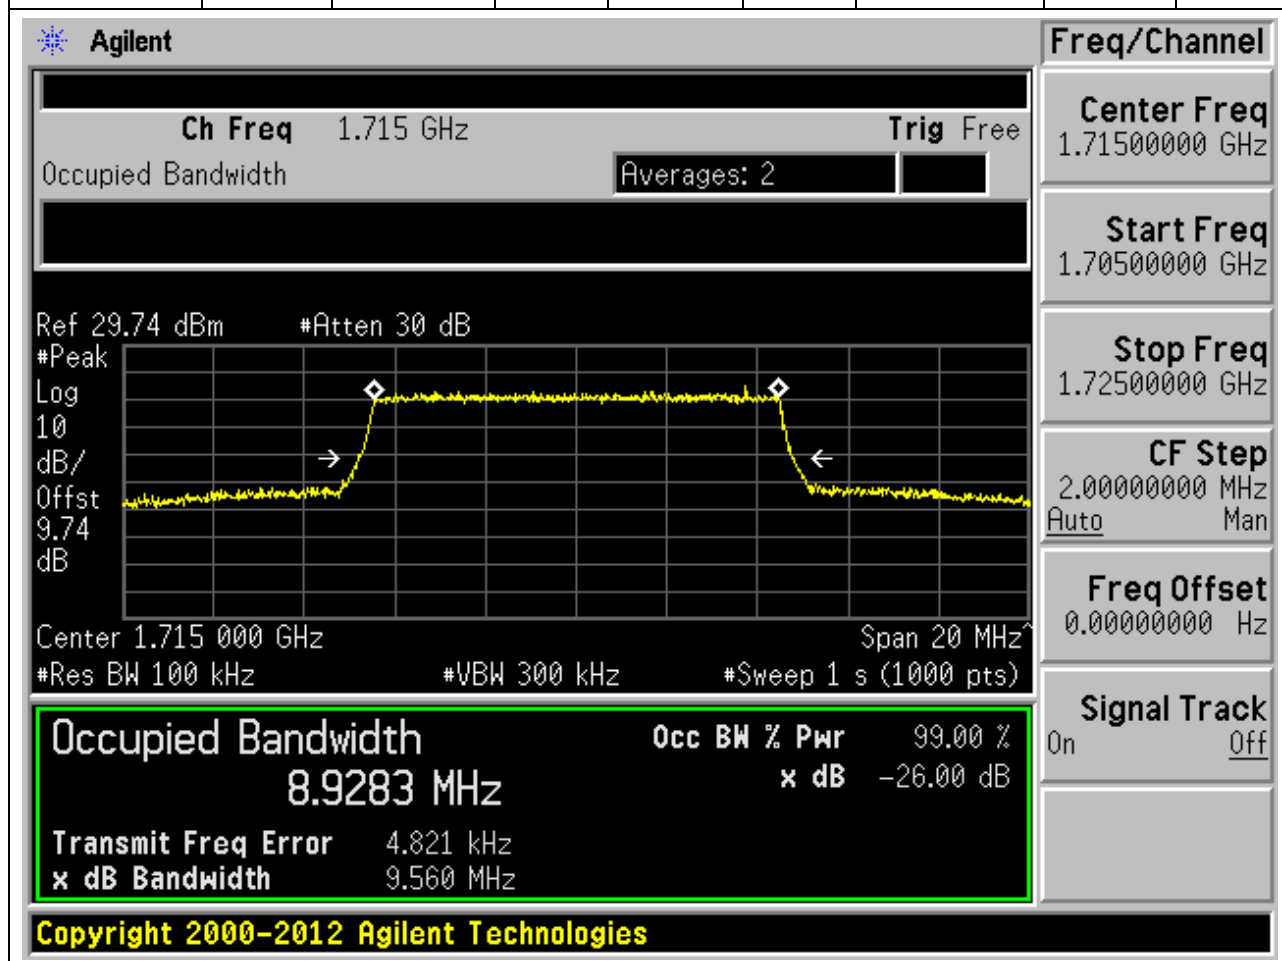 Agilent
Freq/Channel
Ch Freq 1.715 GHz Trig Free
Occupied Bandwidth Averages: 2
Center Freq
1.71500000 GHz
Start Freq
1.70500000 GHz
Stop Freq
1.72500000 GHz
CF Step
2.00000000 MHz
Auto Man
Freq Offset
0.00000000 Hz
Signal Track
On Off
Ref 29.74 dBm #Atten 30 dB
#Peak
Log
10
dB/
Offst
9.74
dB
Center 1.715 000 GHz Span 20 MHz^
#Res BW 100 kHz #VBW 300 kHz #Sweep 1 s (1000 pts)
Occupied Bandwidth Occ BW % Pwr 99.00 %
8.9283 MHz x dB -26.00 dB
Transmit Freq Error 4.821 kHz
x dB Bandwidth 9.560 MHz
Copyright 2000-2012 Agilent Technologies